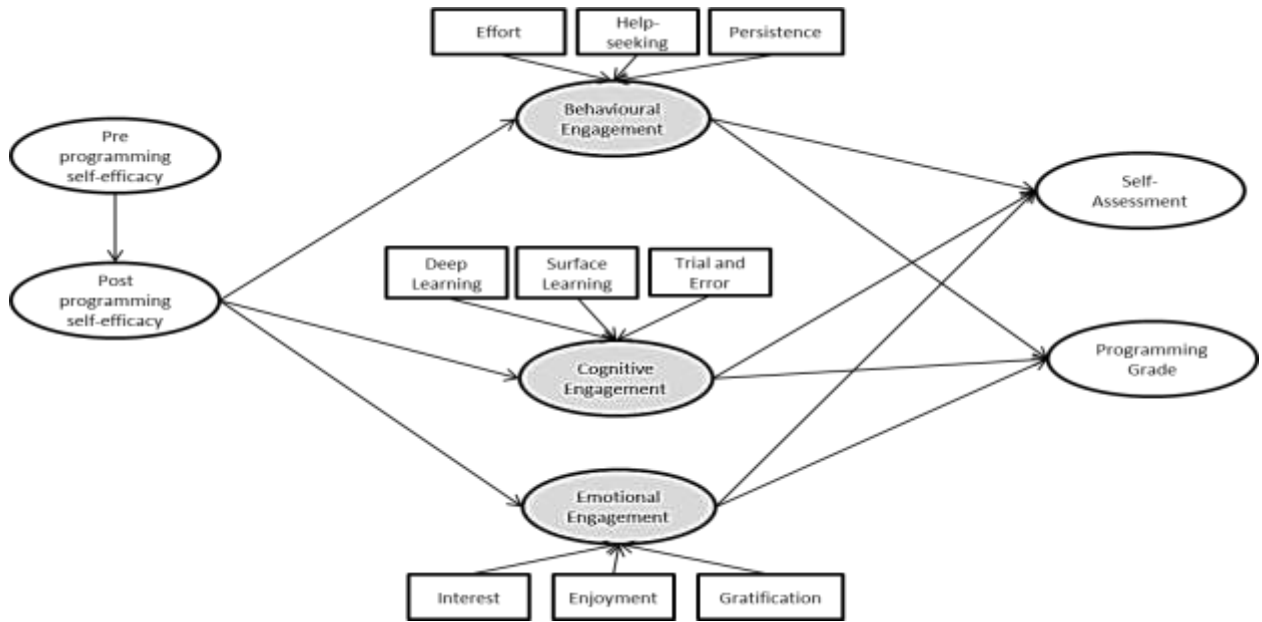 Effort
Help-
seeking
Persistence
Behavioural
Engagement
Pre
programming
self-efficacy
Self-
Assessment
Deep
Learning
Surface
Learning
Trial and
Error
Post
programming
self-efficacy
Cognitive
Engagement
Programming
Grade
Emotional
Engagement
Interest
Enjoyment
Gratification